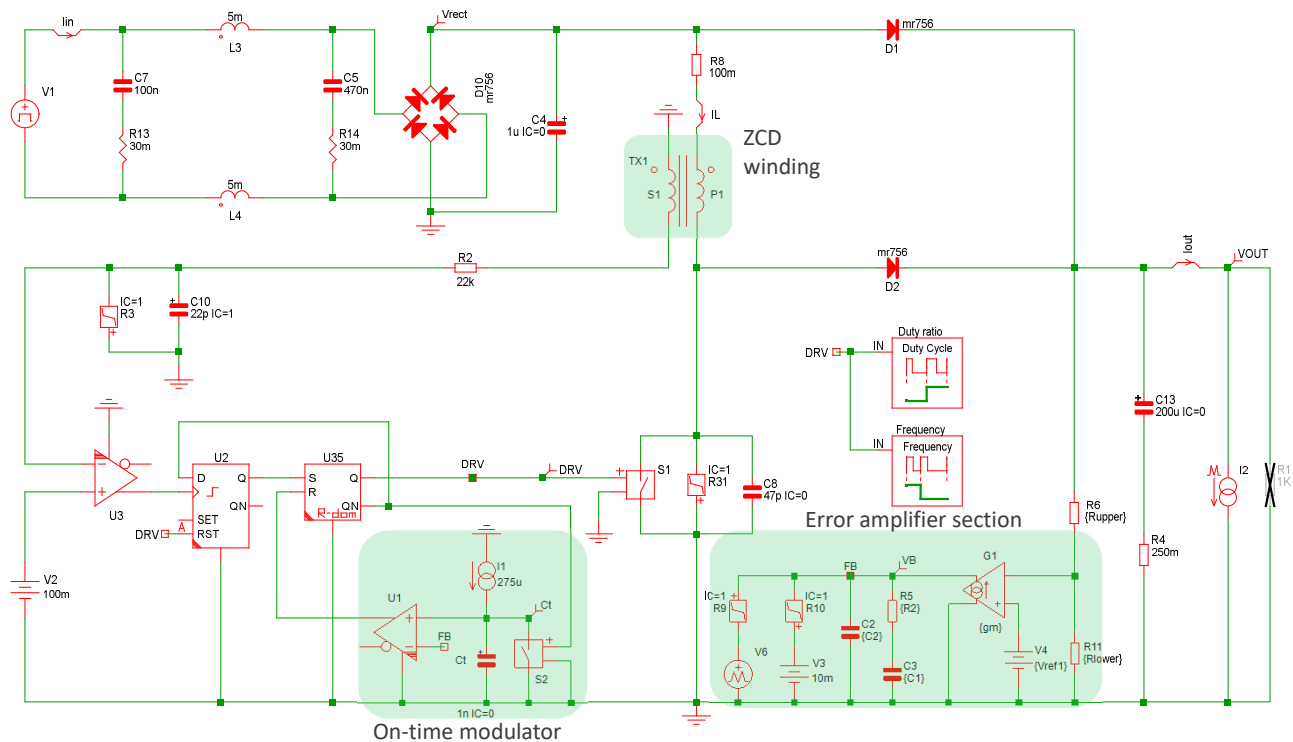 Iin
5m
L3
Vrect
mr756
D1
C7
100n
C5
470n
D10
mr756
R8
100m
V1
C4
1u IC=0
IL
R13
30m
R14
30m
ZCD
winding
TX1
S1
P1
5m
L4
R2
22k
mr756
D2
Iout
VOUT
IC=1
R3
C10
22p IC=1
Duty ratio
DRV
IN
Duty Cycle
C13
200u IC=0
Frequency
IN
Frequency
U2
U35
DRV
DRV
S1
IC=1
R31
C8
47p IC=0
I2
R1
1K
D
Q
S
Q
R
QN
U3
QN
R-dom
SET
A
RST
DRV
R6
{Rupper}
Error amplifier section
R4
250m
V2
100m
I1
275u
U1
Ct
FB
Ct
S2
1n IC=0
On-time modulator
FB
VB
G1
IC=1
R9
IC=1
R10
R5
{R2}
C2
{C2}
{gm}
V6
V3
10m
C3
{C1}
V4
{Vref1}
R11
{Rlower}